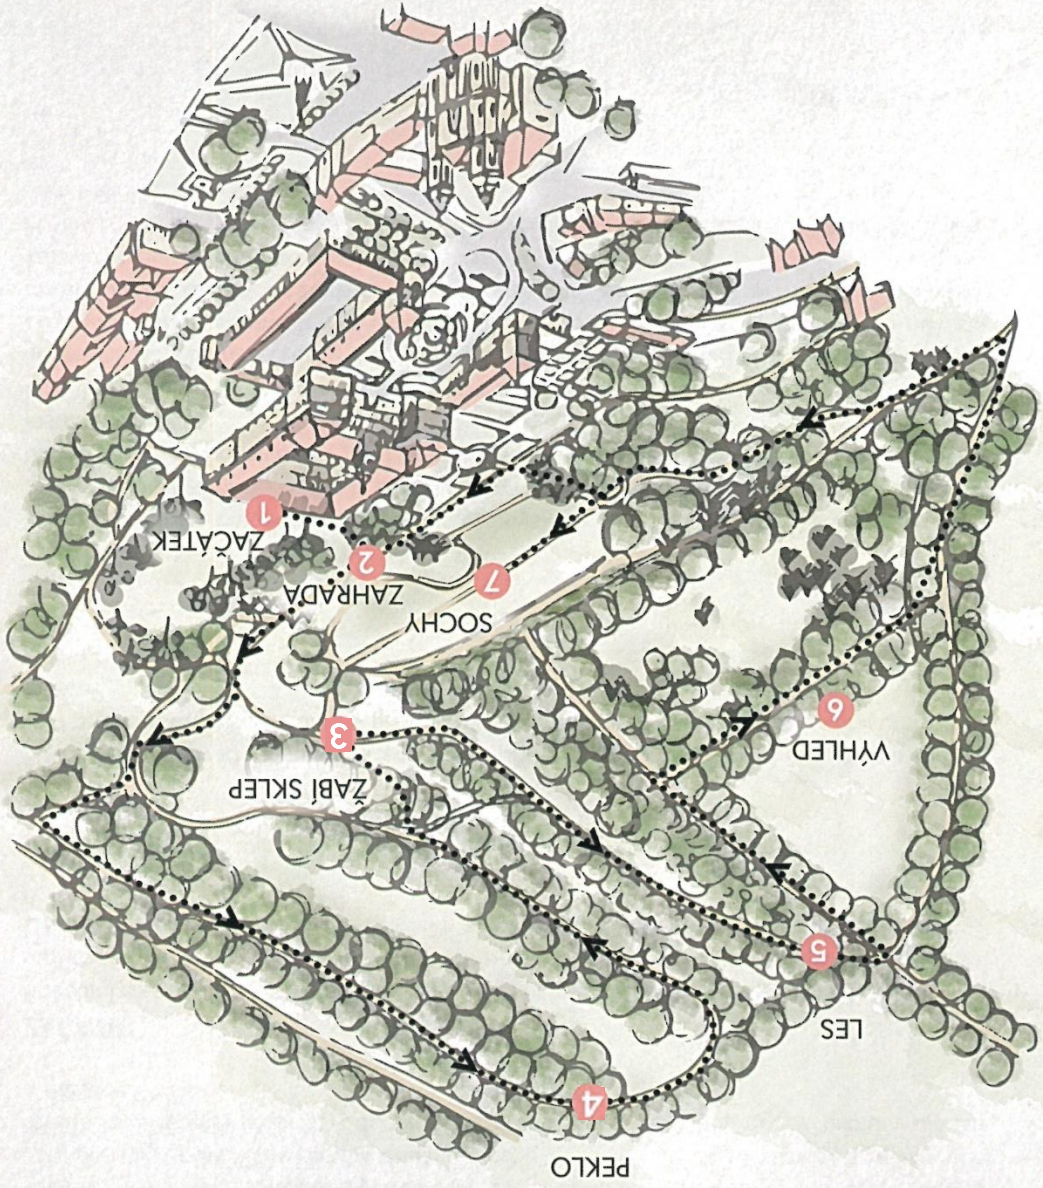 PEKLO
4
LES
5
VÝHLED
6
ŽABÍ SKLEP
3
SOCHY
7
ZAHRADA
2
ZAČÁTEK
1